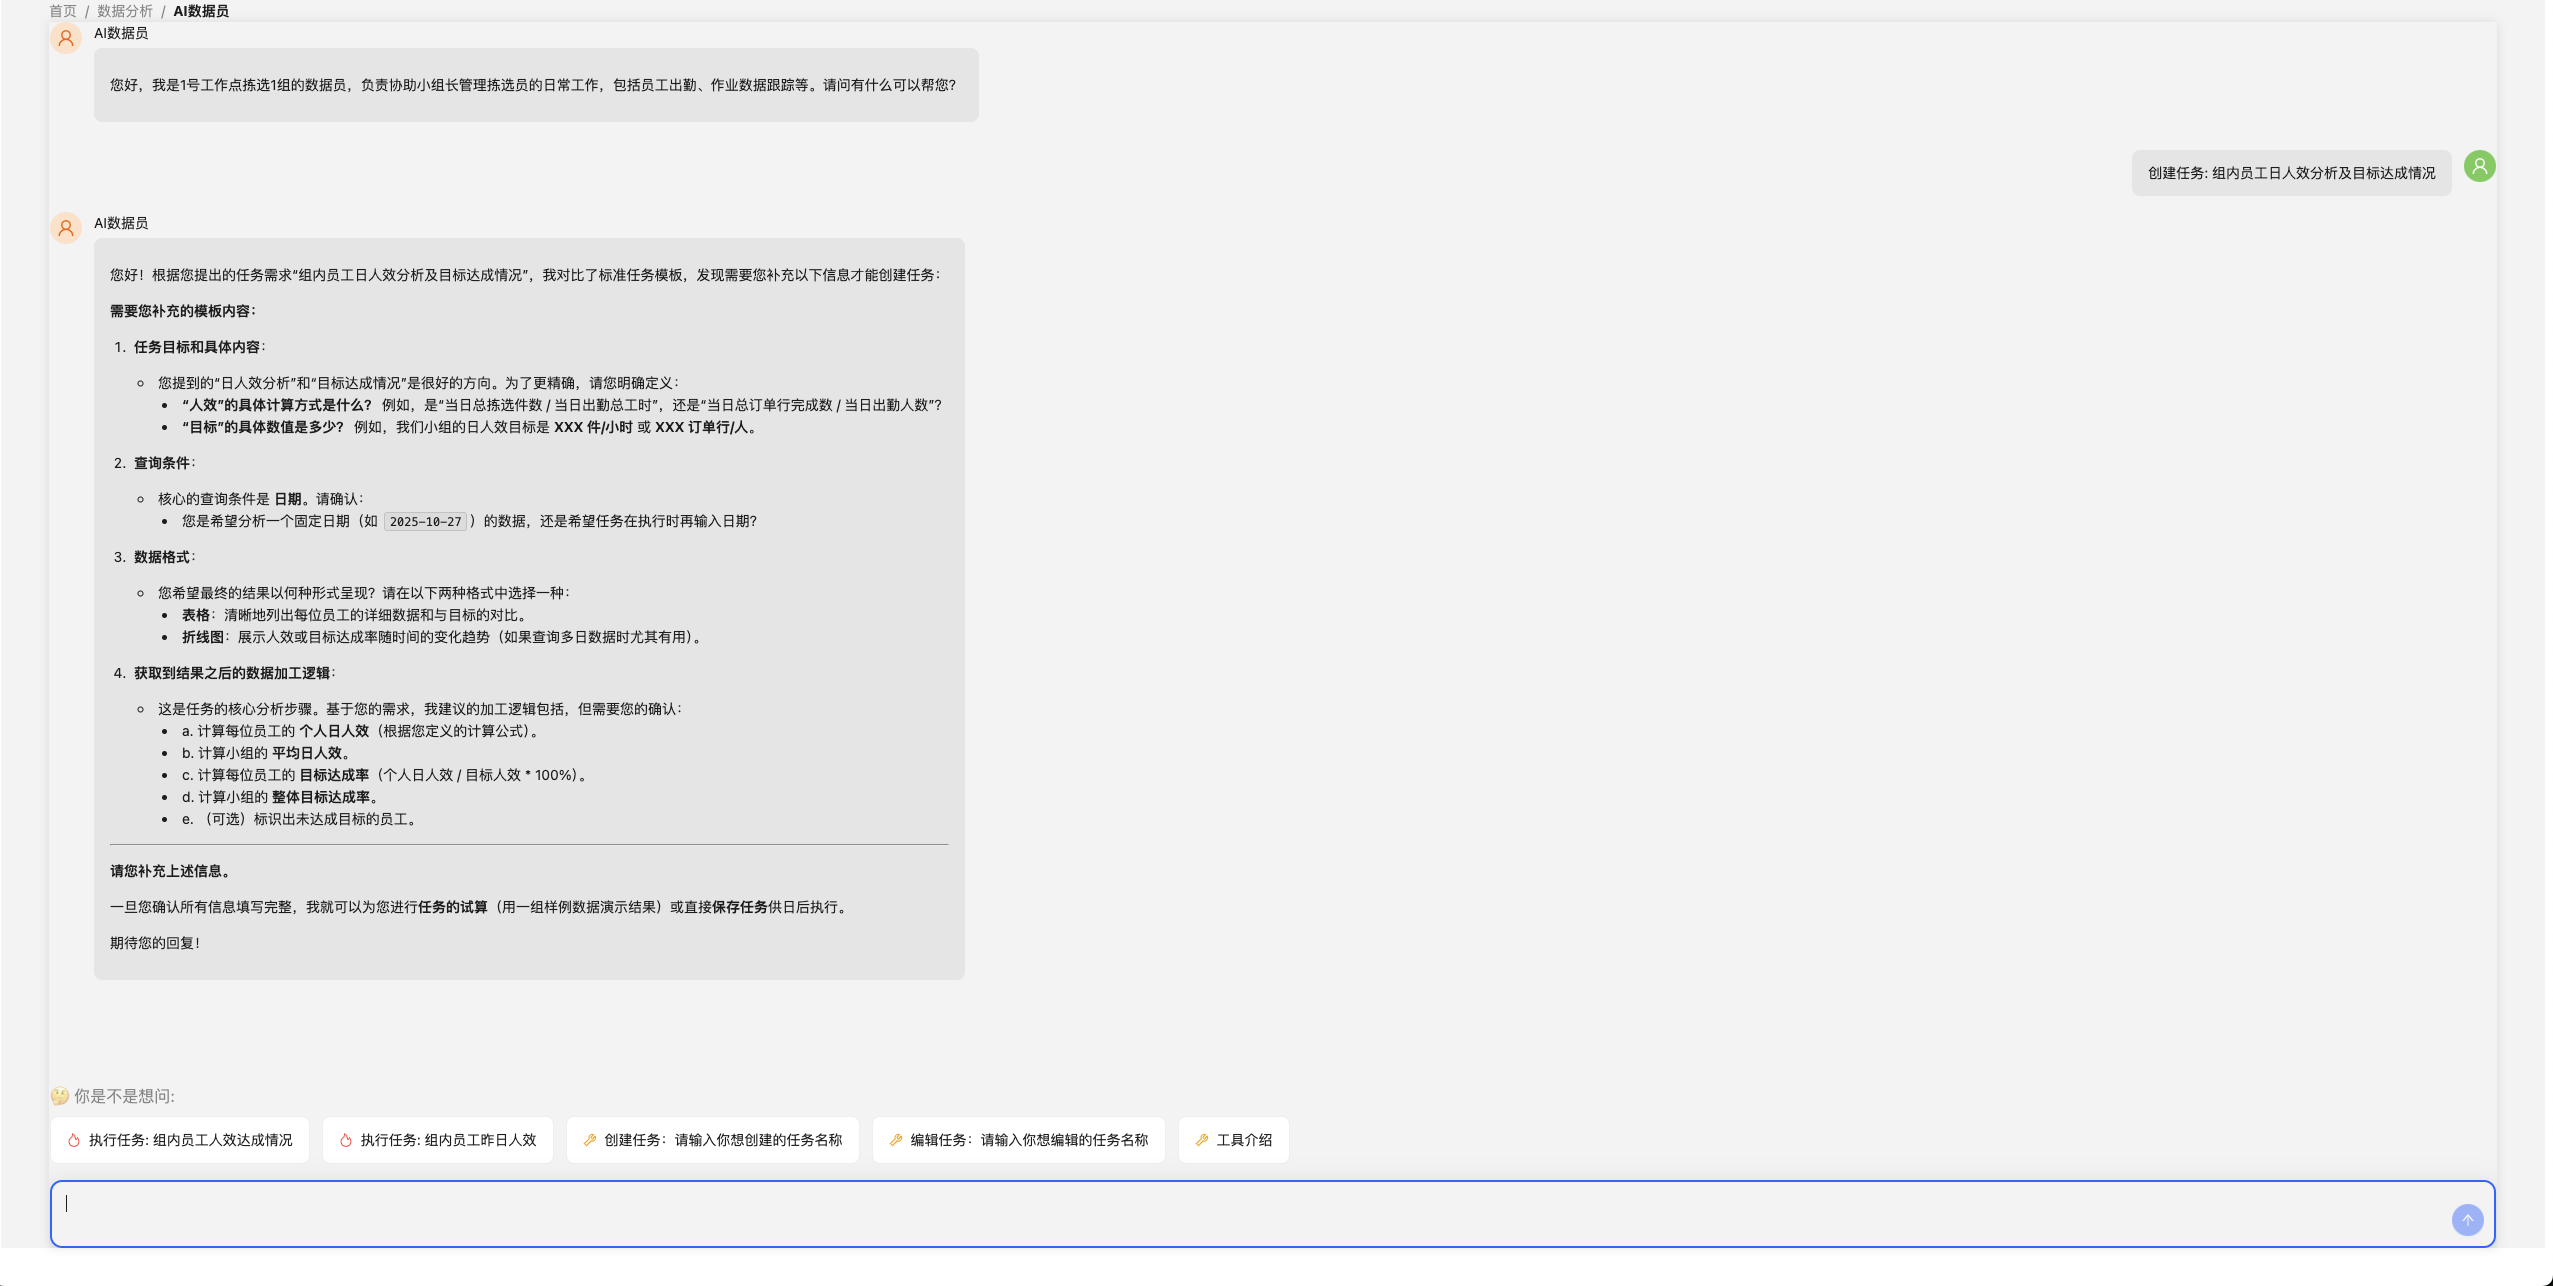 首页 / 数据分析 / AI数据员
AI数据员
您好，我是1号工作点拣选1组的数据员，负责协助小组长管理拣选员的日常工作，包括员工出勤、作业数据跟踪等。请问有什么可以帮您？
创建任务: 组内员工日人效分析及目标达成情况
AI数据员
您好！根据您提出的任务需求“组内员工日人效分析及目标达成情况”，我对比了标准任务模板，发现需要您补充以下信息才能创建任务：
需要您补充的模板内容：
1. 任务目标和具体内容：
您提到的“日人效分析”和“目标达成情况”是很好的方向。为了更精确，请您明确定义：
“人效”的具体计算方式是什么？ 例如，是“当日总拣选件数 / 当日出勤总工时”，还是“当日总订单行完成数 / 当日出勤人数”？
“目标”的具体数值是多少？ 例如，我们小组的日人效目标是 XXX 件/小时 或 XXX 订单行/人。
2. 查询条件：
核心的查询条件是 日期。请确认：
您是希望分析一个固定日期（如 2025-10-27 ）的数据，还是希望任务在执行时再输入日期？
3. 数据格式：
您希望最终的结果以何种形式呈现？请在以下两种格式中选择一种：
表格：清晰地列出每位员工的详细数据和与目标的对比。
折线图：展示人效或目标达成率随时间的变化趋势（如果查询多日数据时尤其有用）。
4. 获取到结果之后的数据加工逻辑：
这是任务的核心分析步骤。基于您的需求，我建议的加工逻辑包括，但需要您的确认：
a. 计算每位员工的 个人日人效（根据您定义的计算公式）。
b. 计算小组的 平均日人效。
c. 计算每位员工的 目标达成率（个人日人效 / 目标人效 * 100%）。
d. 计算小组的 整体目标达成率。
e. （可选）标识出未达成目标的员工。
请您补充上述信息。
一旦您确认所有信息填写完整，我就可以为您进行任务的试算（用一组样例数据演示结果）或直接保存任务供日后执行。
期待您的回复！
你是不是想问:
执行任务: 组内员工人效达成情况
执行任务: 组内员工昨日人效
创建任务：请输入你想创建的任务名称
编辑任务：请输入你想编辑的任务名称
工具介绍